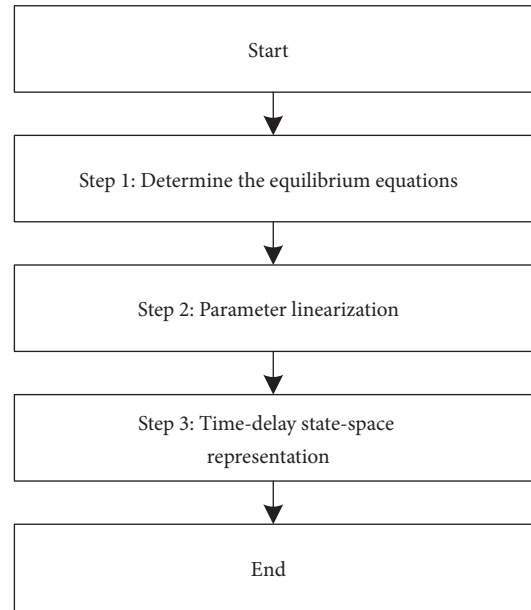 Start
Step 1: Determine the equilibrium equations
Step 2: Parameter linearization
Step 3: Time-delay state-space
representation
End